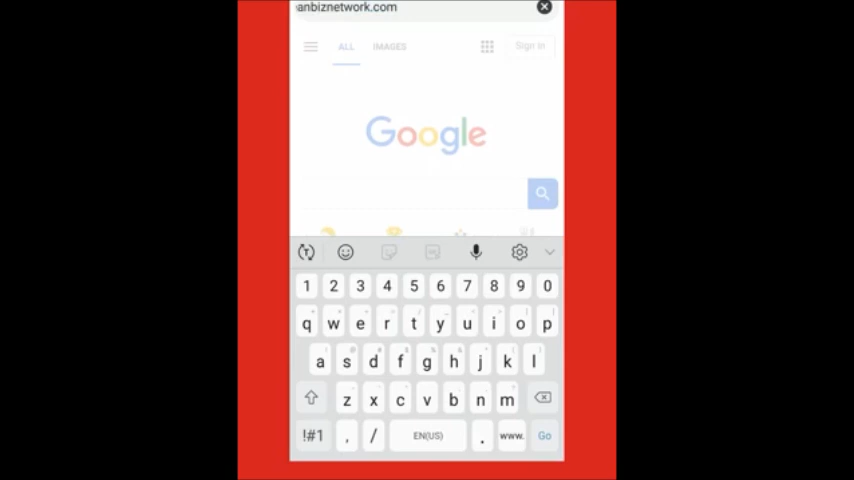 anbiznetwork.com
ALL IMAGES Sign in
Google
1 2 3 4 5 6 7 8 9 0
q w e r t y u i o p
a s d f g h j k l
z x c v b n m
!#1 , / EN(US) . www. Go